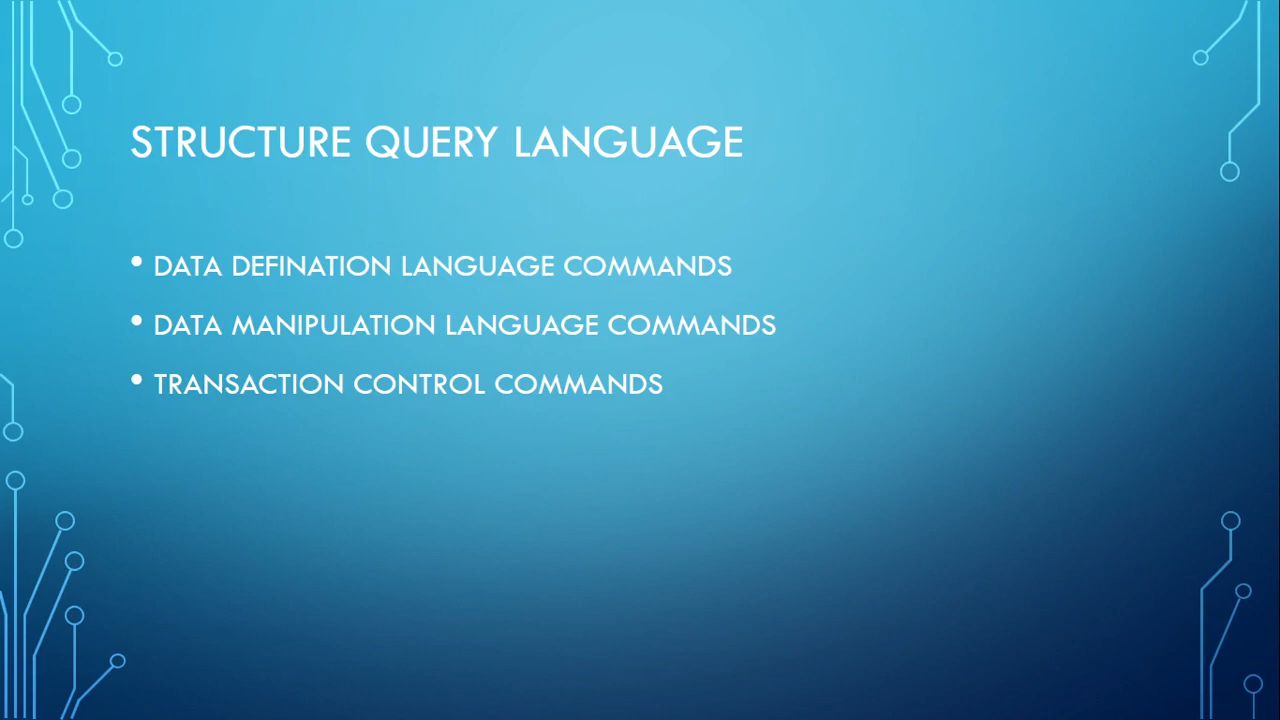 STRUCTURE QUERY LANGUAGE
• DATA DEFINATION LANGUAGE COMMANDS
• DATA MANIPULATION LANGUAGE COMMANDS
• TRANSACTION CONTROL COMMANDS